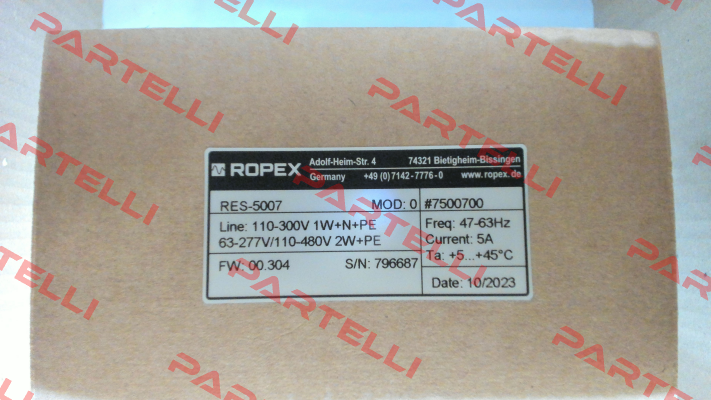 ROPEX
Adolf-Heim-Str. 4 74321 Bietigheim-Bissingen
Germany +49 (0)7142-7776-0 www.ropex.de
RES-5007 MOD: 0 #7500700
Line: 110-300V 1W+N+PE Freq: 47-63Hz
63-277V/110-480V 2W+PE Current: 5A
Ta: +5...+45°C
FW: 00.304 S/N: 796687
Date: 10/2023
PARTELLI
PARTELLI
PARTELLI
PARTELLI
PARTELLI
PARTELLI
PARTELLI